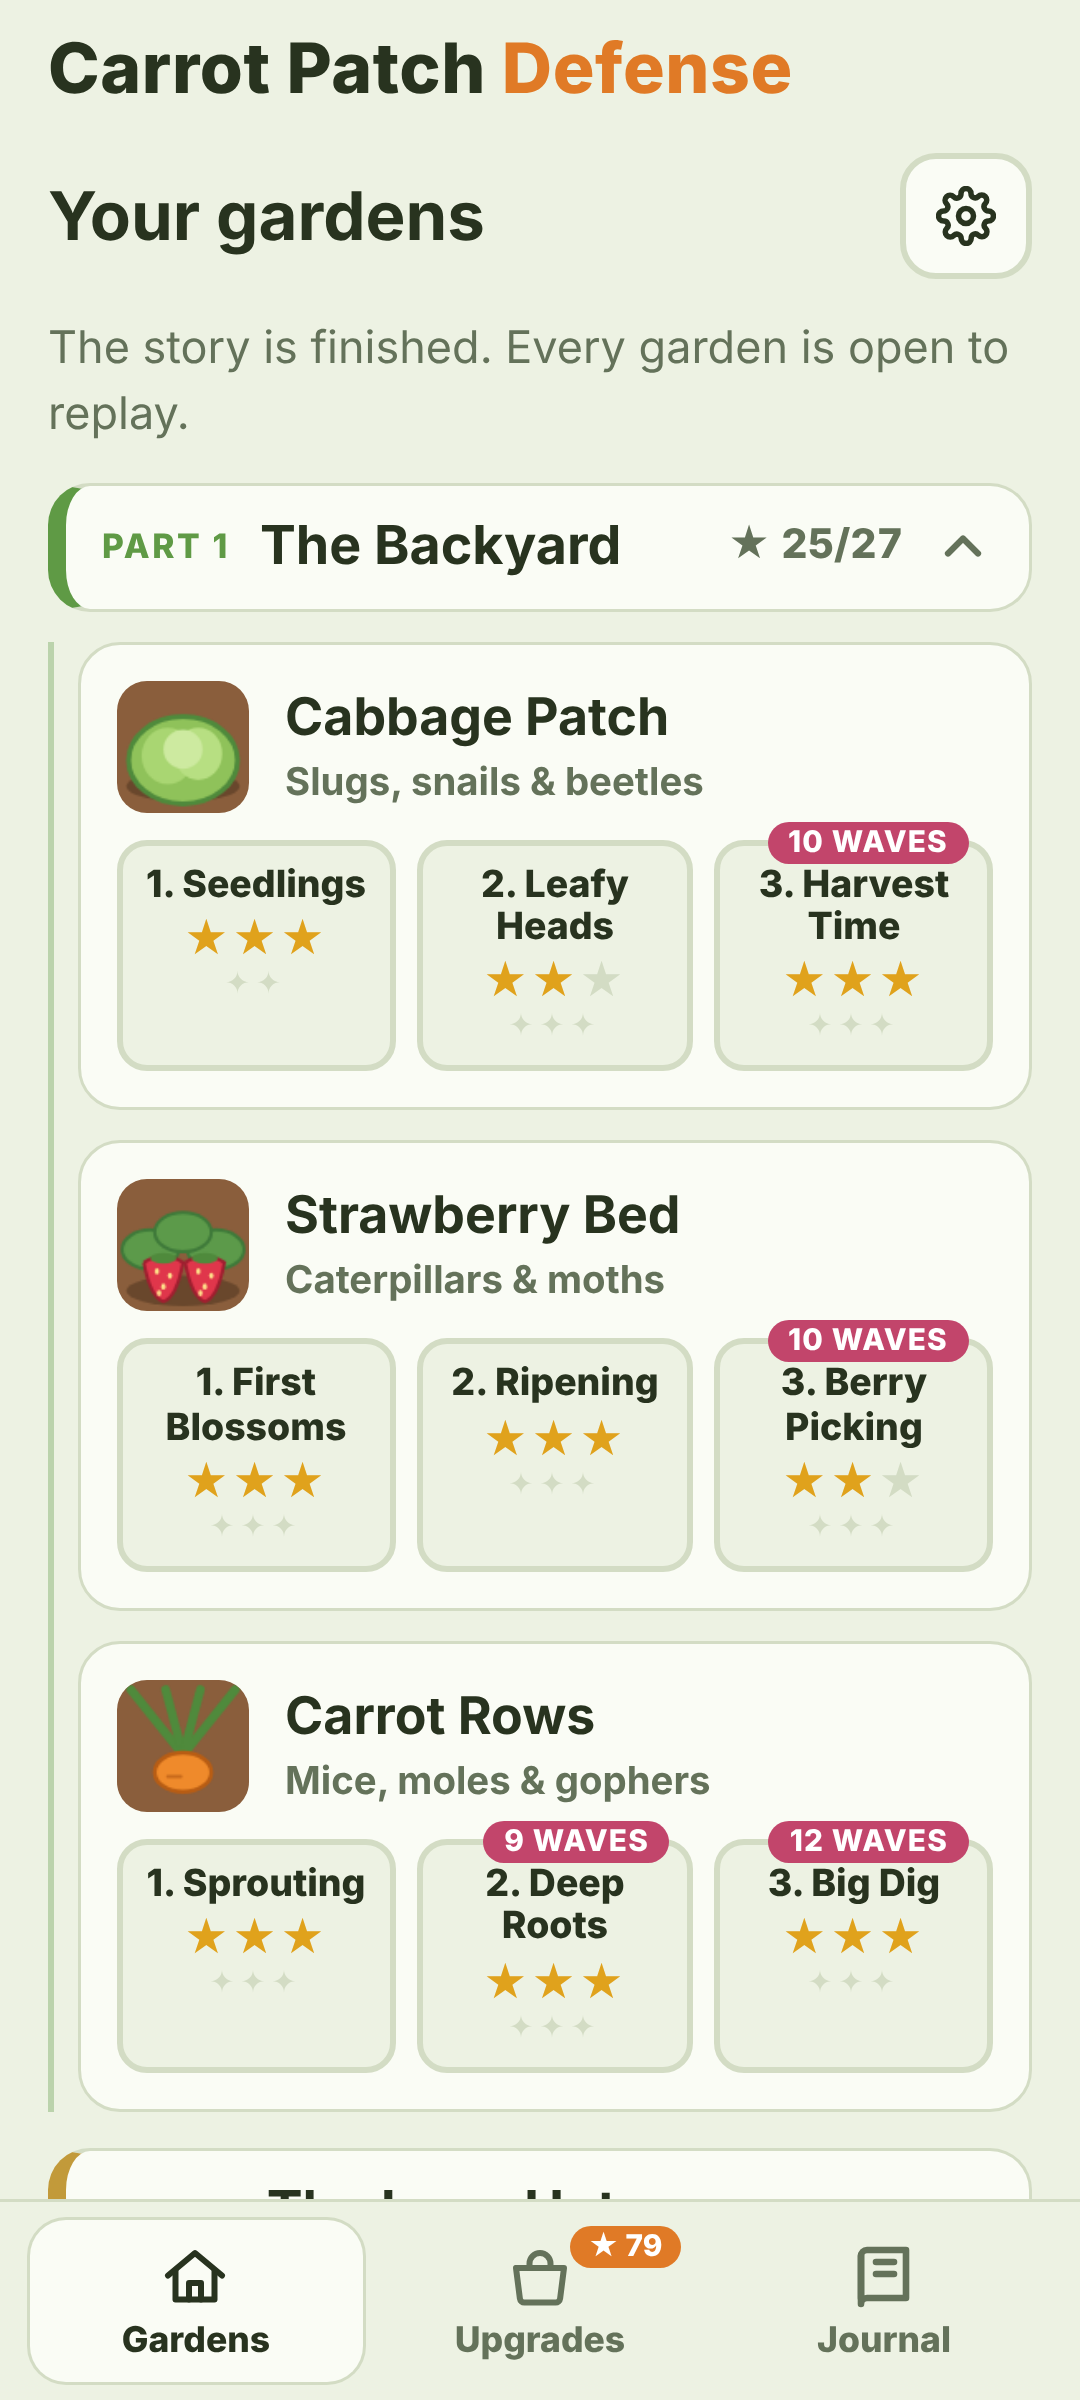 Carrot Patch Defense
Your gardens
The story is finished. Every garden is open to
replay.
PART 1 The Backyard ★ 25/27
Cabbage Patch
Slugs, snails & beetles
1. Seedlings
2. Leafy
Heads
10 WAVES
3. Harvest
Time
Strawberry Bed
Caterpillars & moths
1. First
Blossoms
2. Ripening
10 WAVES
3. Berry
Picking
Carrot Rows
Mice, moles & gophers
1. Sprouting
9 WAVES
2. Deep
Roots
12 WAVES
3. Big Dig
★ 79
Gardens
Upgrades
Journal